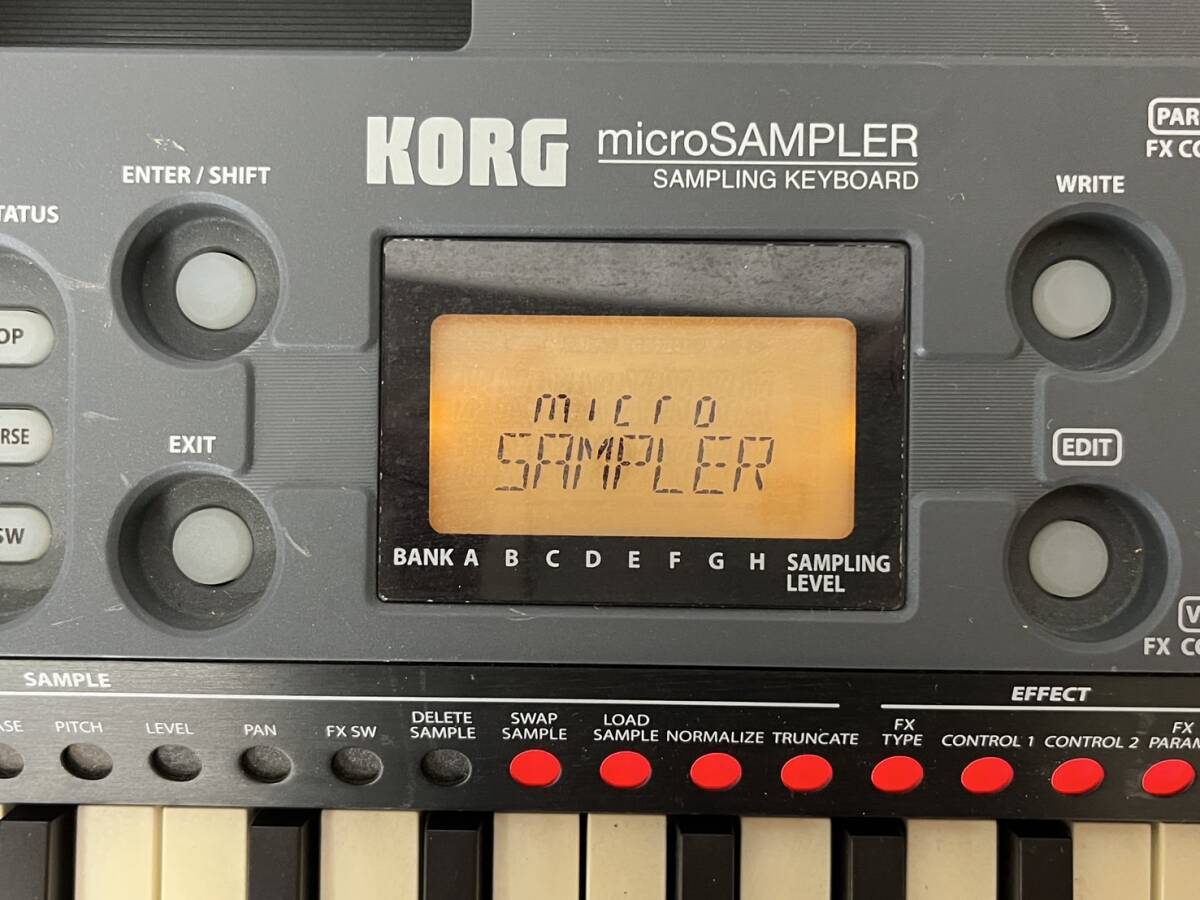 KORG
microSAMPLER
SAMPLING KEYBOARD
ENTER / SHIFT
WRITE
EXIT
EDIT
micro
SAMPLER
BANK A B C D E F G H SAMPLING
LEVEL
SAMPLE
EFFECT
PITCH
LEVEL
PAN
FX SW
DELETE
SAMPLE
SWAP
SAMPLE
LOAD
SAMPLE
NORMALIZE
TRUNCATE
FX
TYPE
CONTROL 1
CONTROL 2
FX